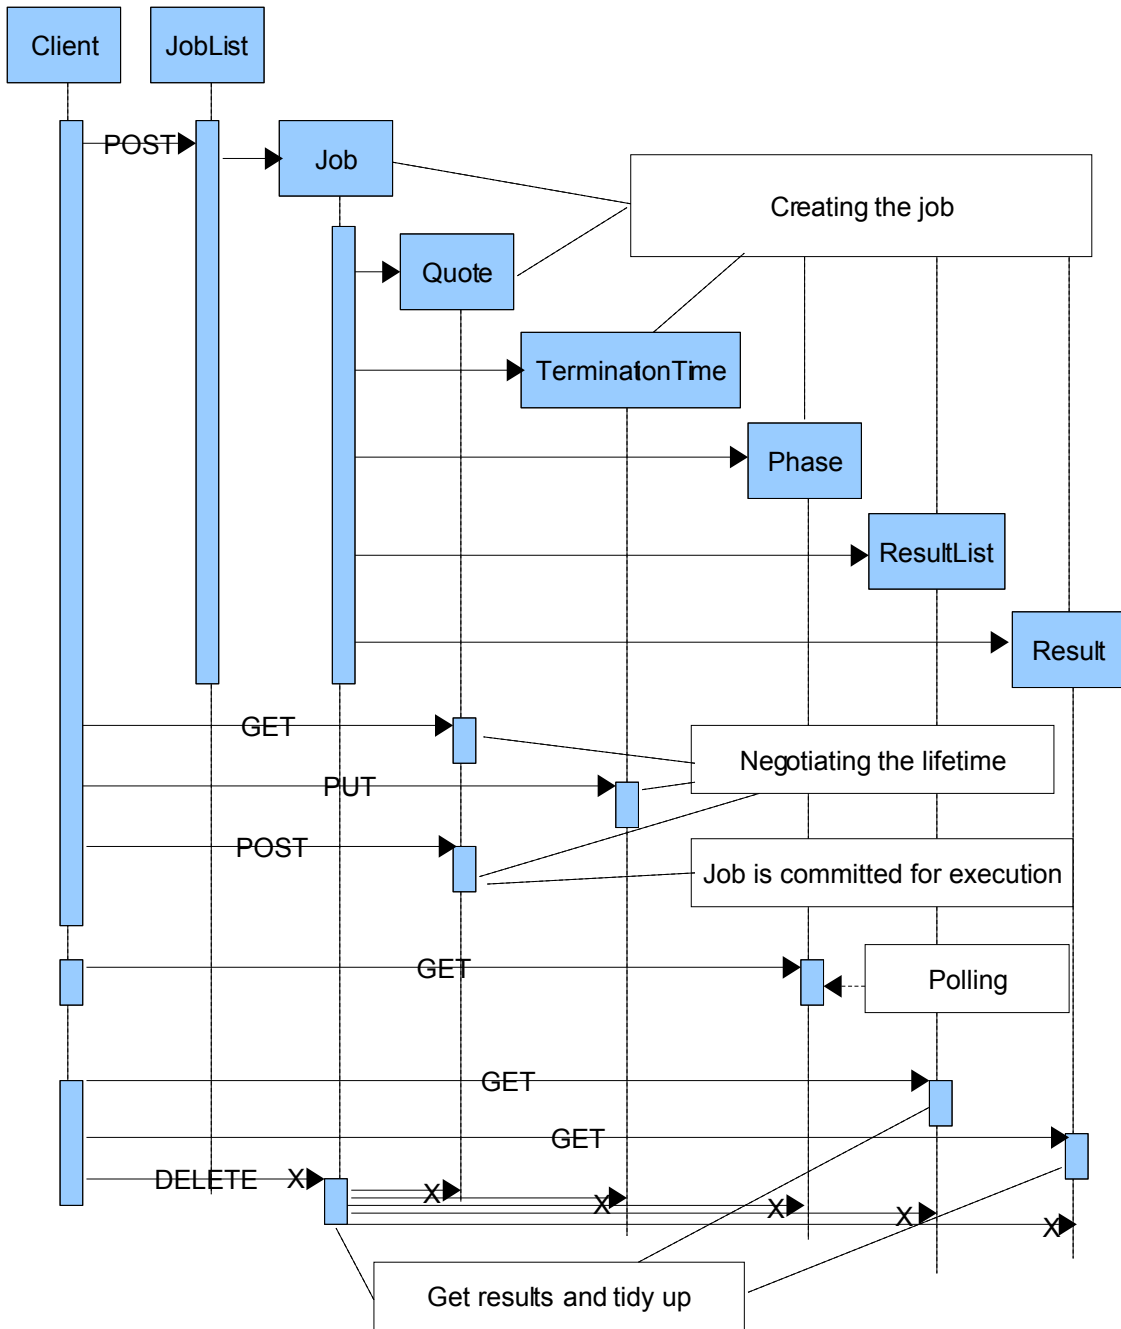 Client
JobList
POST
Job
Creating the job
Quote
TerminationTime
Phase
ResultList
Result
GET
Negotiating the lifetime
PUT
POST
Job is committed for execution
GET
Polling
GET
GET
DELETE
X
X
X
X
X
X
Get results and tidy up